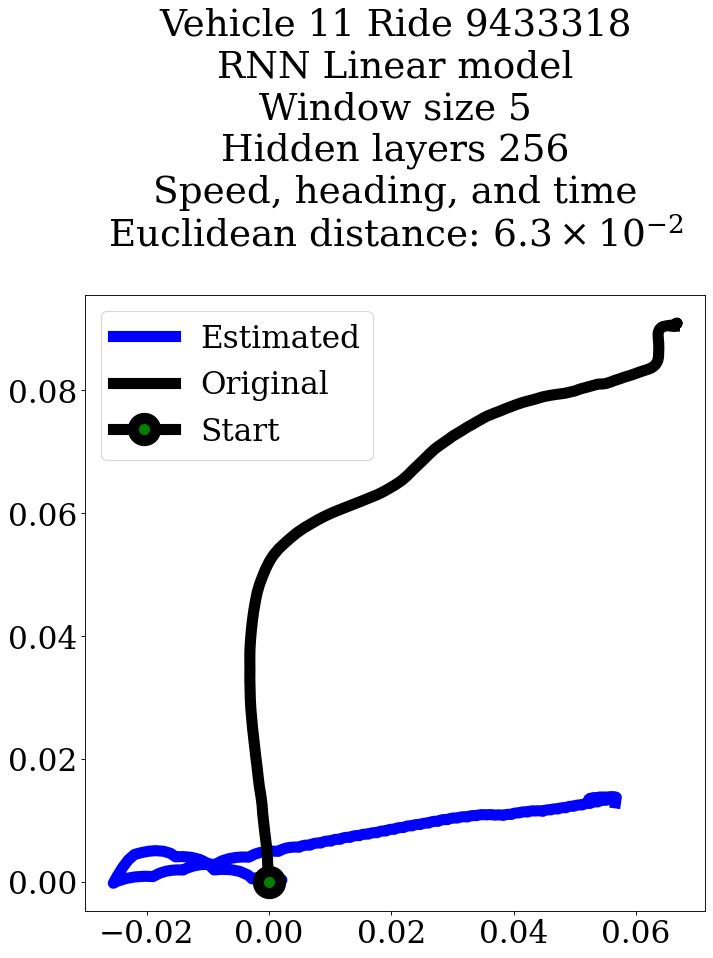 Vehicle 11 Ride 9433318
RNN Linear model
Window size 5
Hidden layers 256
Speed, heading, and time
Euclidean distance: 6.3 × 10⁻²
Estimated
Original
Start
0.08
0.06
0.04
0.02
0.00
−0.02 0.00 0.02 0.04 0.06